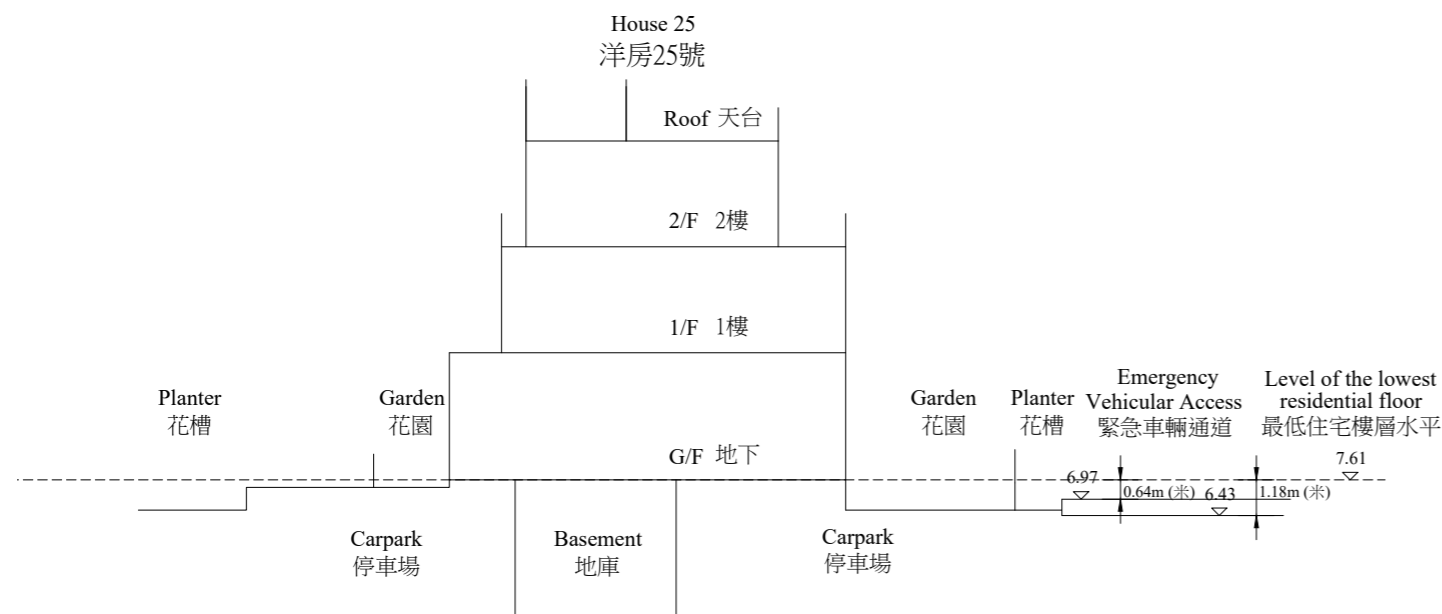 House 25
洋房25號
Roof 天台
2/F 2樓
1/F 1樓
Planter
花槽
Garden
花園
G/F 地下
Garden
花園
Planter
花槽
Emergency
Vehicular Access
緊急車輛通道
Level of the lowest
residential floor
最低住宅樓層水平
7.61
6.97
0.64m (米)
6.43
1.18m (米)
Carpark
停車場
Basement
地庫
Carpark
停車場